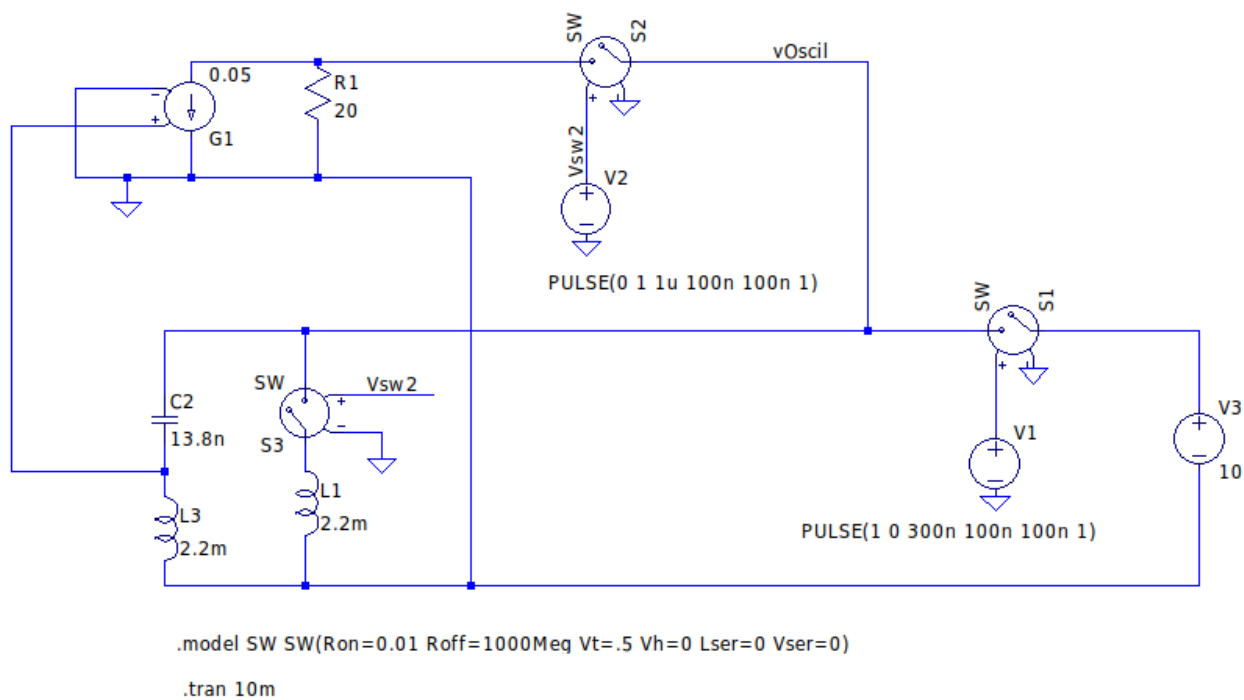 SW
S2
vOscil
0.05
R1
20
G1
Vsw2
V2
PULSE(0 1 1u 100n 100n 1)
SW
S1
C2
13.8n
SW
Vsw2
S3
V3
10
V1
L3
2.2m
L1
2.2m
PULSE(1 0 300n 100n 100n 1)
.model SW SW(Ron=0.01 Roff=1000Meg Vt=.5 Vh=0 Lser=0 Vser=0)
.tran 10m